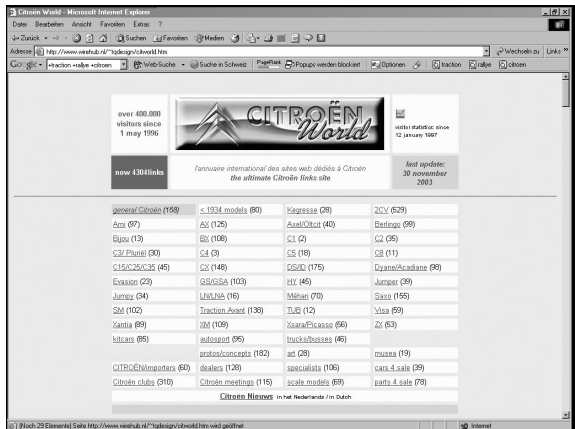 Citroën World - Microsoft Internet Explorer
Datei Bearbeiten Ansicht Favoriten Extras ?
Zurück Suchen Favoriten Medien
Adresse http://www.wirehub.nl/~tqdesign/citworld.htm Wechseln zu Links »
Google +traction +rallye +citroen Web-Suche Suche in Schweiz PageRank Popups werden blockiert Optionen traction rallye citroen
over 400.000
visitors since
1 may 1996
CITROËN
World
visitor statistics: since
12 january 1997
now 4304links
l'annuaire international des sites web dédiés à Citroën
the ultimate Citroën links site
last update:
30 november
2003
general Citroën (158) < 1934 models (80) Kegresse (28) 2CV (529)
Ami (97) AX (125) Axel/Oltcit (40) Berlingo (99)
Bijou (13) BX (108) C1 (2) C2 (35)
C3/ Pluriël (30) C4 (3) C5 (18) C8 (11)
C15/C25/C35 (45) CX (148) DS/ID (175) Dyane/Acadiane (98)
Evasion (23) GS/GSA (103) HY (45) Jumper (39)
Jumpy (34) LN/LNA (16) Méhari (70) Saxo (155)
SM (102) Traction Avant (138) TUB (12) Visa (59)
Xantia (89) XM (109) Xsara/Picasso (56) ZX (53)
kitcars (85) autosport (95) trucks/busses (46)
protos/concepts (182) art (28) musea (19)
CITROËN/importers (60) dealers (128) specialists (106) cars 4 sale (39)
Citroën clubs (310) Citroën meetings (115) scale models (69) parts 4 sale (78)
Citroën Nieuws in het Nederlands / in Dutch
(Noch 29 Elemente) Seite http://www.wirehub.nl/~tqdesign/citworld.htm wird geöffnet Internet